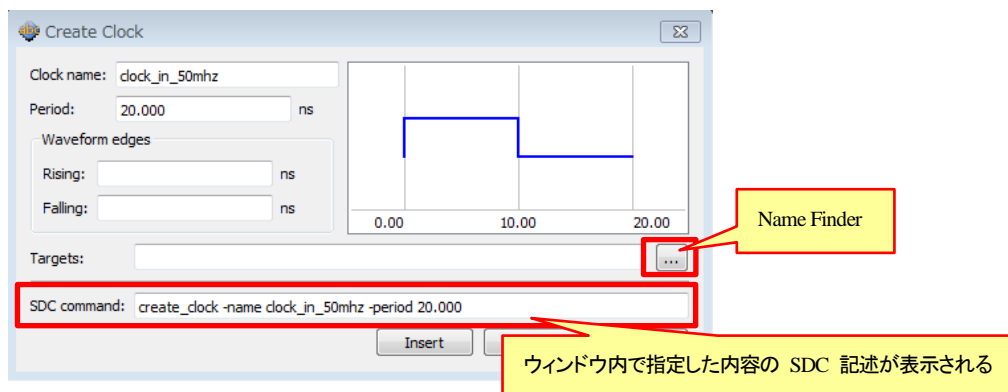 Create Clock
Clock name: clock_in_50mhz
Period: 20.000 ns
Waveform edges
Rising: ns
Falling: ns
0.00 10.00 20.00
Name Finder
Targets: ...
SDC command: create_clock -name clock_in_50mhz -period 20.000
Insert
ウィンドウ内で指定した内容の SDC 記述が表示される